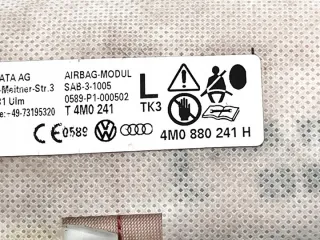 ATA AG
-Meitner-Str.3
81 Ulm
e:+49-73195320
AIRBAG-MODUL
SAB-3-1005
0589-P1-000502
T 4M0 241
L
TK3
CE 0589
4M0 880 241 H